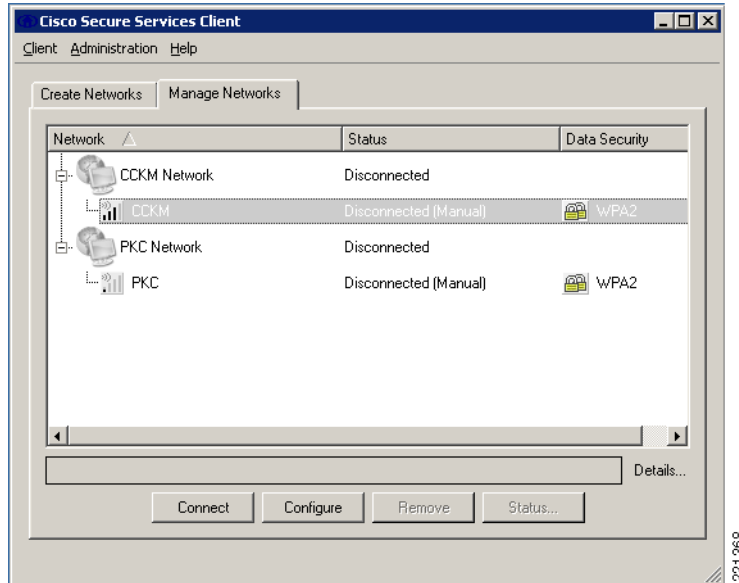 Cisco Secure Services Client
Client Administration Help
Create Networks Manage Networks
Network Status Data Security
CCKM Network Disconnected
CCKM Disconnected (Manual) WPA2
PKC Network Disconnected
PKC Disconnected (Manual) WPA2
Details...
Connect Configure Remove Status...
221368